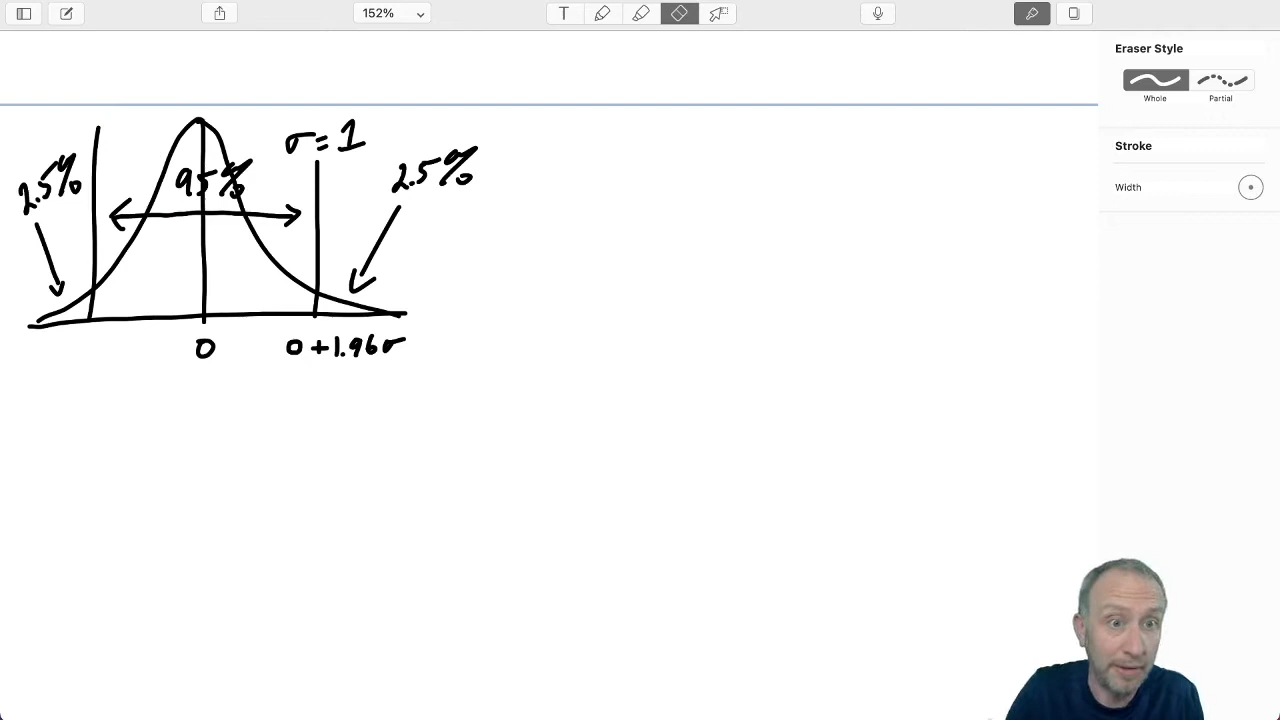 152%
T
Eraser Style
Whole Partial
Stroke
Width
σ=1
2.5%
95%
2.5%
0
0+1.96σ